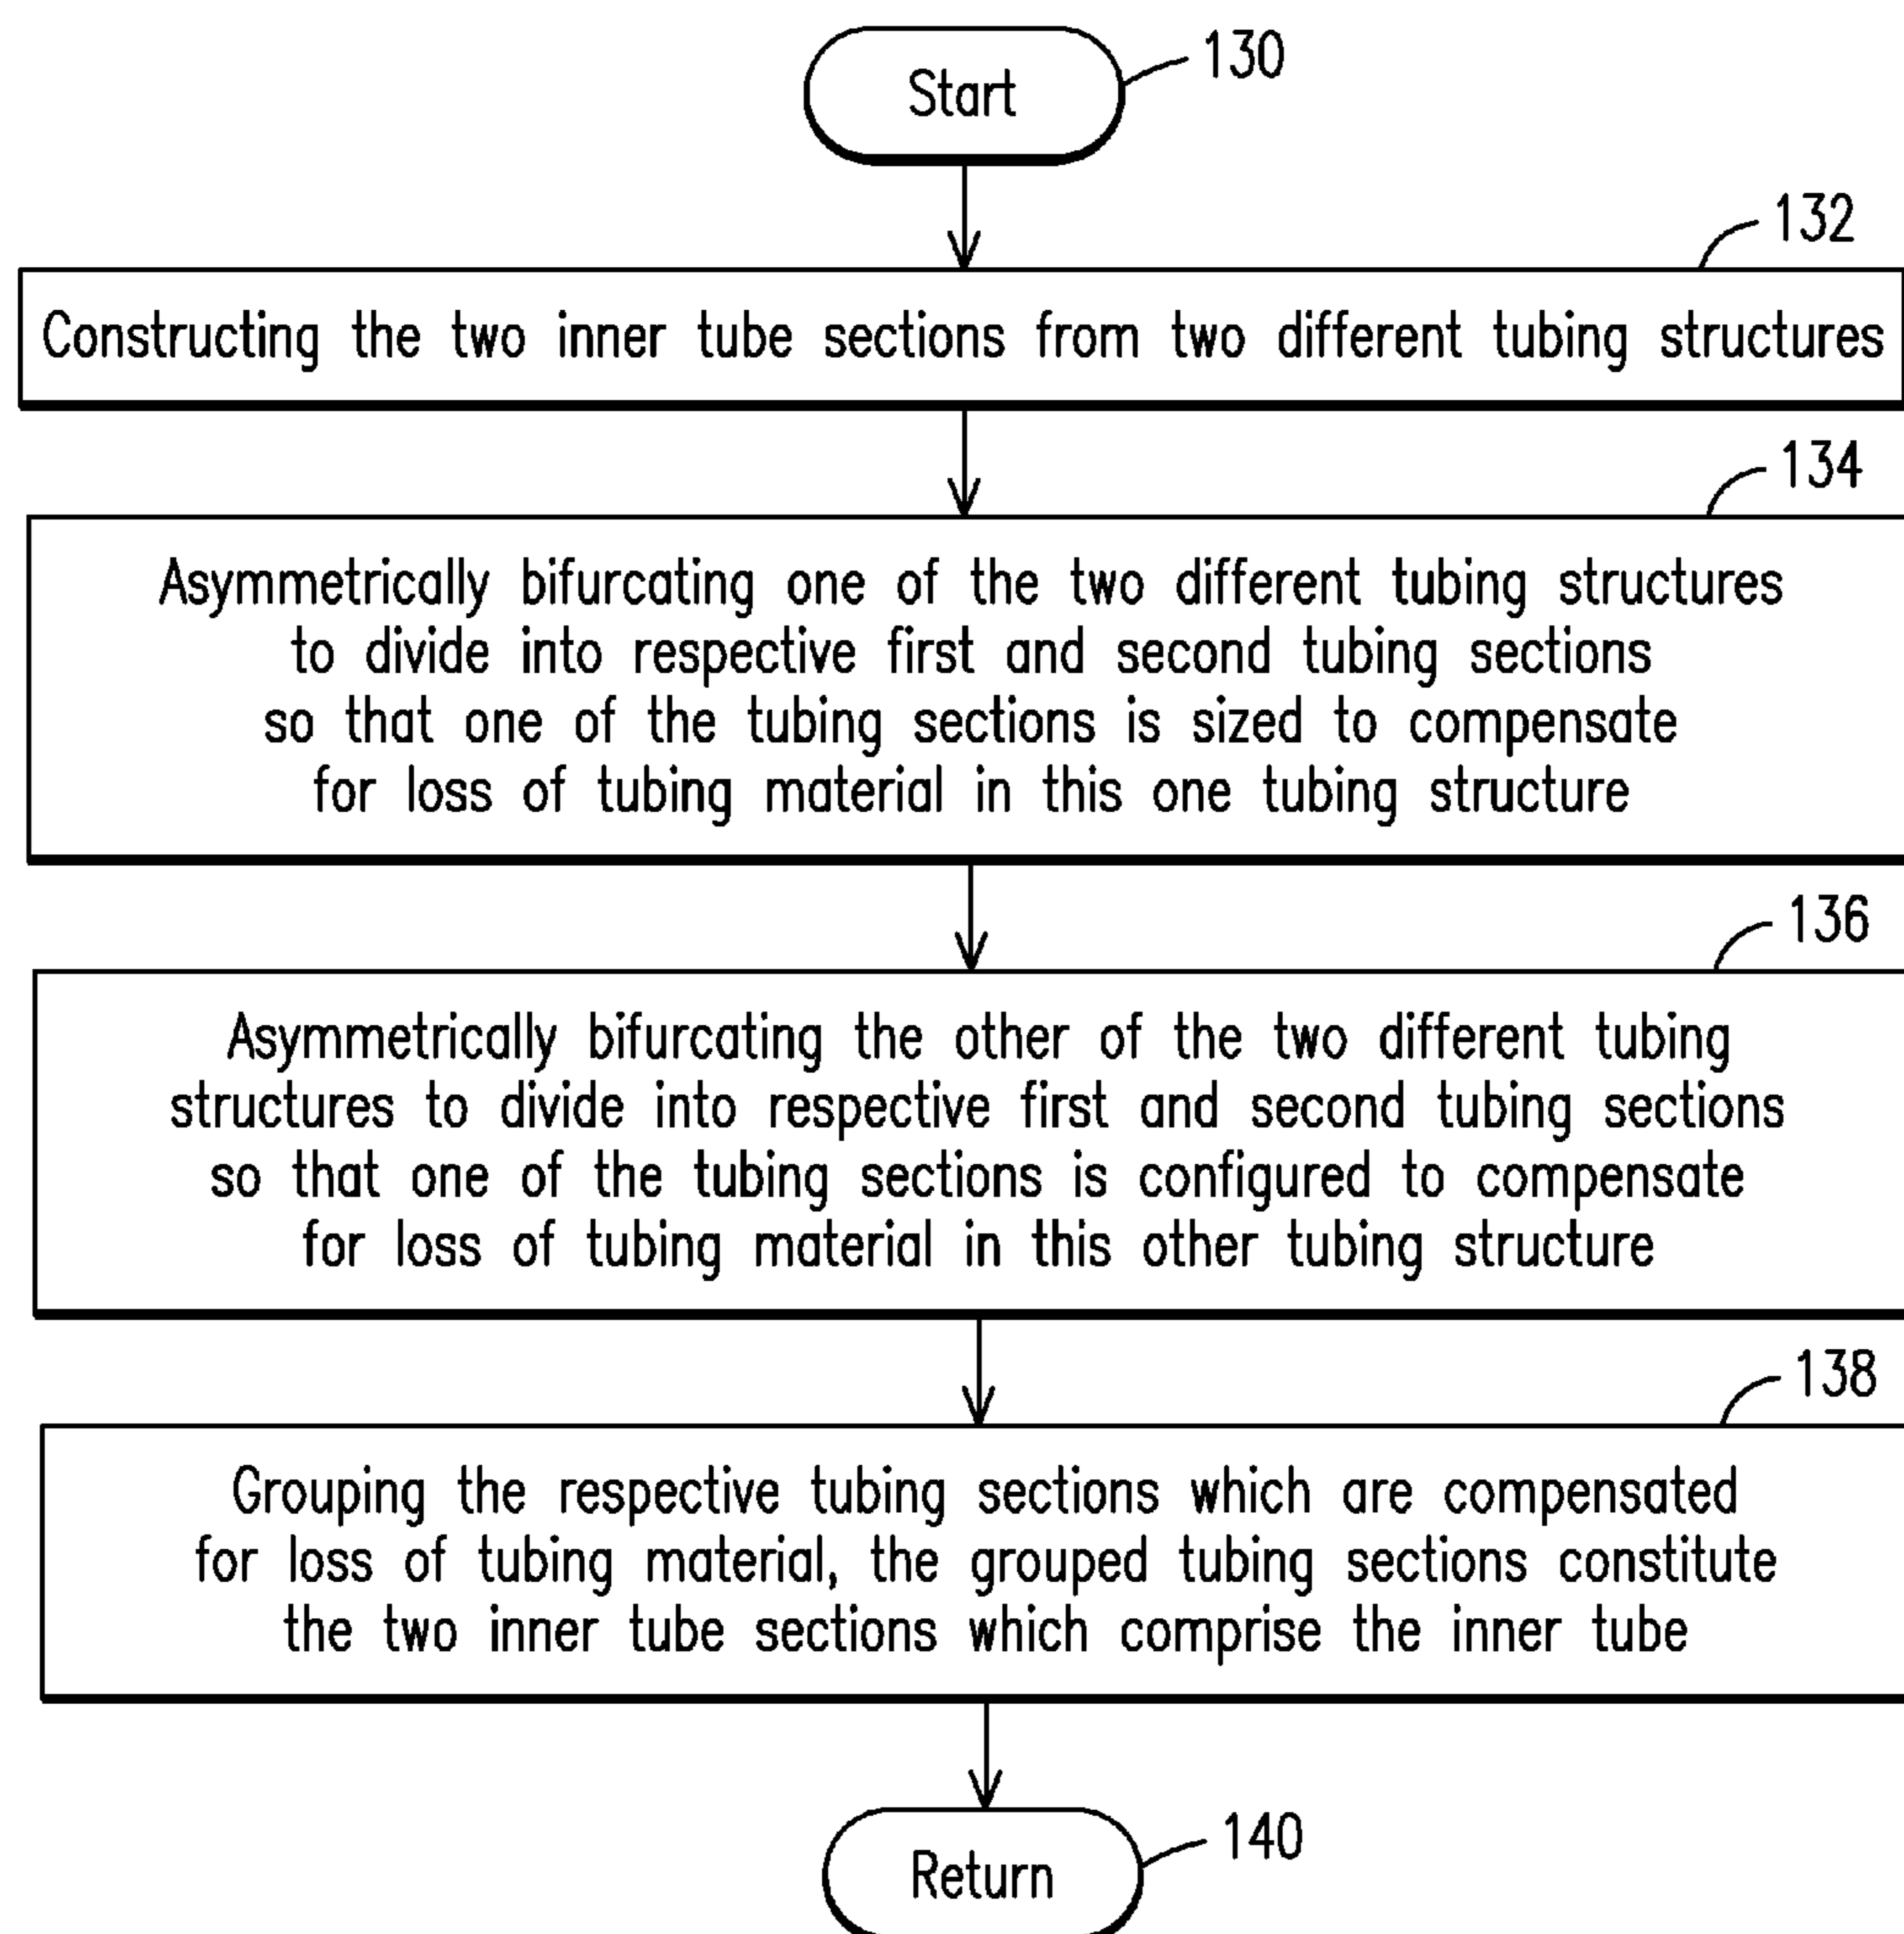 Start
130
132
Constructing the two inner tube sections from two different tubing structures
134
Asymmetrically bifurcating one of the two different tubing structures
to divide into respective first and second tubing sections
so that one of the tubing sections is sized to compensate
for loss of tubing material in this one tubing structure
136
Asymmetrically bifurcating the other of the two different tubing
structures to divide into respective first and second tubing sections
so that one of the tubing sections is configured to compensate
for loss of tubing material in this other tubing structure
138
Grouping the respective tubing sections which are compensated
for loss of tubing material, the grouped tubing sections constitute
the two inner tube sections which comprise the inner tube
140
Return